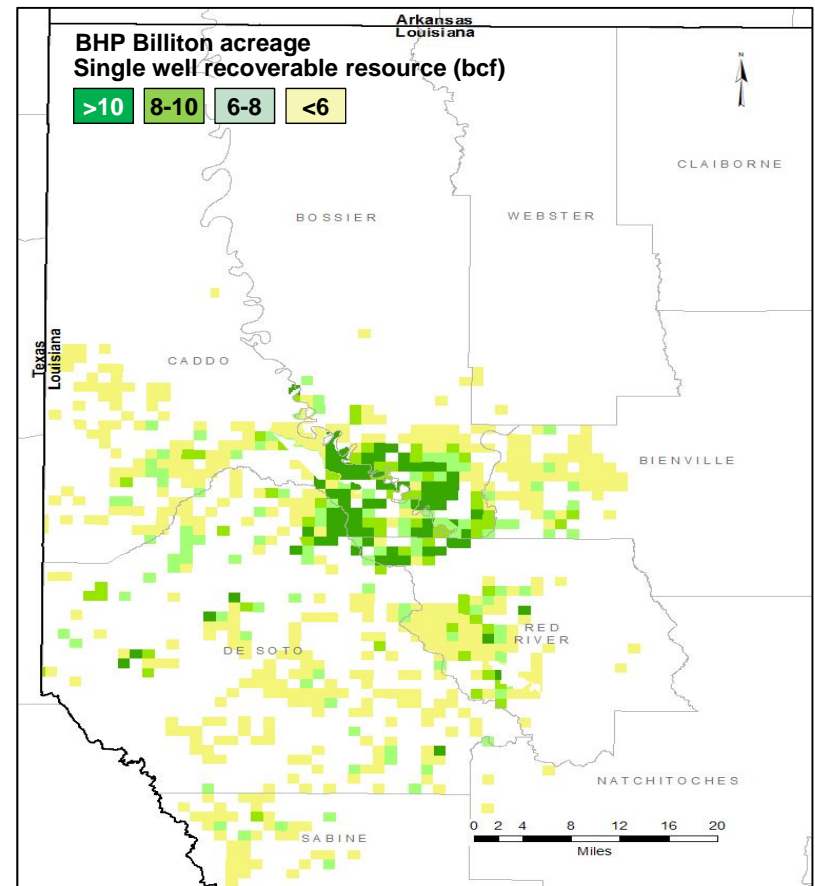 Arkansas
Louisiana
BHP Billiton acreage
Single well recoverable resource (bcf)
>10 8-10 6-8 <6
N
CLAIBORNE
BOSSIER
WEBSTER
Texas
Louisiana
CADDO
BIENVILLE
RED
RIVER
DE SOTO
NATCHITOCHES
SABINE
0 2 4 8 12 16 20
Miles